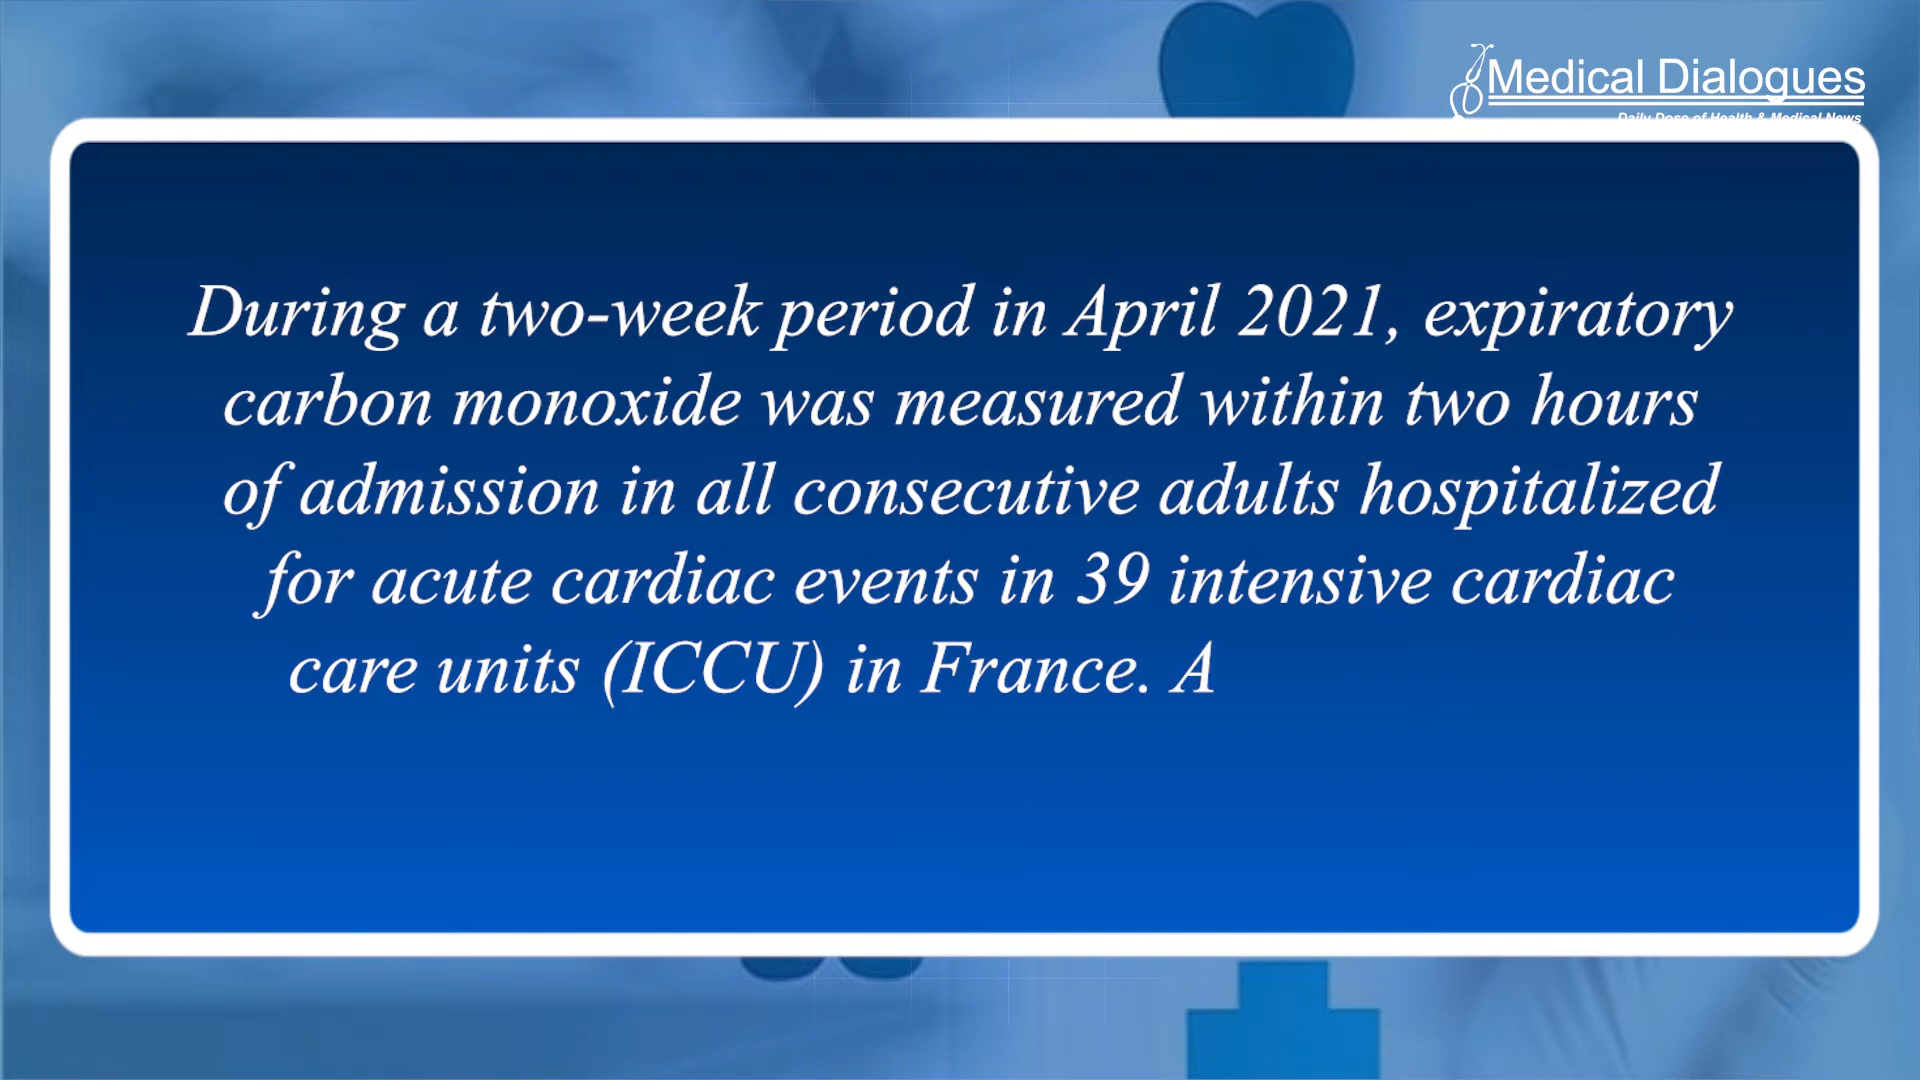 Medical Dialogues
Daily Dose of Health & Medical News
During a two-week period in April 2021, expiratory
carbon monoxide was measured within two hours
of admission in all consecutive adults hospitalized
for acute cardiac events in 39 intensive cardiac
care units (ICCU) in France. A